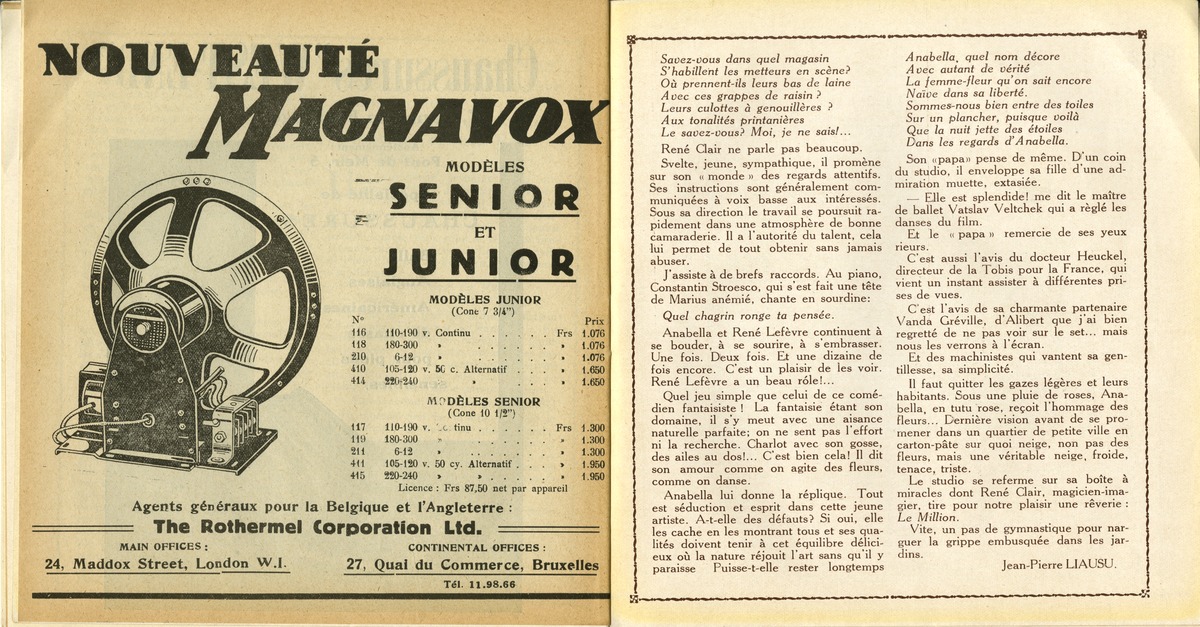 NOUVEAUTÉ
MAGNAVOX
MODÈLES
SENIOR
ET
JUNIOR
MODÈLES JUNIOR
(Cone 7 3/4")
N° Prix
116 110-190 v. Continu . . . . . . Frs 1.076
118 180-300 » . . . . . . » 1.076
210 6-12 » . . . . . . » 1.076
410 105-120 v. 50 c. Alternatif . . . . » 1.650
414 220-240 » » . . . . » 1.650
MODÈLES SENIOR
(Cone 10 1/2")
117 110-190 v. tinu . . . . . . Frs 1.300
119 180-300 » . . . . . . » 1.300
211 6-12 » . . . . . . » 1.300
411 105-120 v. 50 cy. Alternatif . . . . » 1.950
415 220-240 » » » . . . . » 1.950
Licence : Frs 87,50 net par appareil
Agents généraux pour la Belgique et l'Angleterre :
The Rothermel Corporation Ltd.
MAIN OFFICES :
24, Maddox Street, London W.I.
CONTINENTAL OFFICES :
27, Quai du Commerce, Bruxelles
Tél. 11.98.66
Savez-vous dans quel magasin
S'habillent les metteurs en scène?
Où prennent-ils leurs bas de laine
Avec ces grappes de raisin ?
Leurs culottes à genouillères ?
Aux tonalités printanières
Le savez-vous? Moi, je ne sais!...
René Clair ne parle pas beaucoup.
Svelte, jeune, sympathique, il promène
sur son « monde » des regards attentifs.
Ses instructions sont généralement com-
muniquées à voix basse aux intéressés.
Sous sa direction le travail se poursuit ra-
pidement dans une atmosphère de bonne
camaraderie. Il a l'autorité du talent, cela
lui permet de tout obtenir sans jamais
abuser.
J'assiste à de brefs raccords. Au piano,
Constantin Stroesco, qui s'est fait une tête
de Marius anémié, chante en sourdine:
Quel chagrin ronge ta pensée.
Anabella et René Lefèvre continuent à
se bouder, à se sourire, à s'embrasser.
Une fois. Deux fois. Et une dizaine de
fois encore. C'est un plaisir de les voir.
René Lefèvre a un beau rôle!...
Quel jeu simple que celui de ce comé-
dien fantaisiste ! La fantaisie étant son
domaine, il s'y meut avec une aisance
naturelle parfaite; on ne sent pas l'effort
ni la recherche. Charlot avec son gosse,
des ailes au dos!... C'est bien cela! Il dit
son amour comme on agite des fleurs,
comme on danse.
Anabella lui donne la réplique. Tout
est séduction et esprit dans cette jeune
artiste. A-t-elle des défauts? Si oui, elle
les cache en les montrant tous et ses qua-
lités doivent tenir à cet équilibre délici-
eux où la nature réjouit l'art sans qu'il y
paraisse Puisse-t-elle rester longtemps
Anabella, quel nom décore
Avec autant de vérité
La femme-fleur qu'on sait encore
Naïve dans sa liberté.
Sommes-nous bien entre des toiles
Sur un plancher, puisque voilà
Que la nuit jette des étoiles
Dans les regards d'Anabella.
Son «papa» pense de même. D'un coin
du studio, il enveloppe sa fille d'une ad-
miration muette, extasiée.
— Elle est splendide! me dit le maître
de ballet Vatslav Veltchek qui a règlé les
danses du film.
Et le « papa » remercie de ses yeux
rieurs.
C'est aussi l'avis du docteur Heuckel,
directeur de la Tobis pour la France, qui
vient un instant assister à différentes pri-
ses de vues.
C'est l'avis de sa charmante partenaire
Vanda Gréville, d'Alibert que j'ai bien
regretté de ne pas voir sur le set... mais
nous les verrons à l'écran.
Et des machinistes qui vantent sa gen-
tillesse, sa simplicité.
Il faut quitter les gazes légères et leurs
habitants. Sous une pluie de roses, Ana-
bella, en tutu rose, reçoit l'hommage des
fleurs... Dernière vision avant de se pro-
mener dans un quartier de petite ville en
carton-pâte sur quoi neige, non pas des
fleurs, mais une véritable neige, froide,
tenace, triste.
Le studio se referme sur sa boîte à
miracles dont René Clair, magicien-ima-
gier, tire pour notre plaisir une rêverie :
Le Million.
Vite, un pas de gymnastique pour nar-
guer la grippe embusquée dans les jar-
dins.
Jean-Pierre LIAUSU.